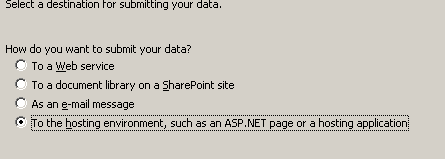 Select a destination for submitting your data.
How do you want to submit your data?
To a Web service
To a document library on a SharePoint site
As an e-mail message
To the hosting environment, such as an ASP.NET page or a hosting application